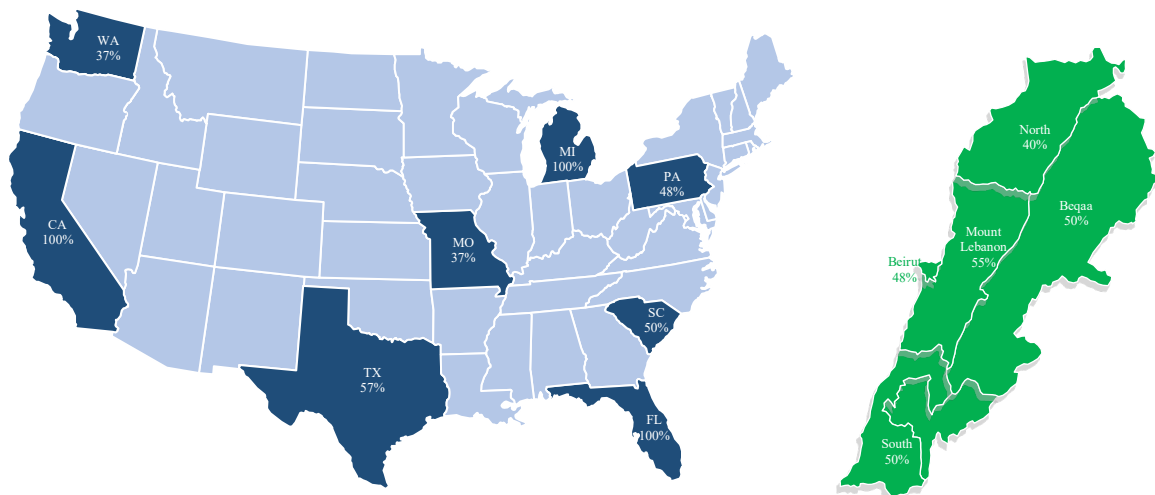 WA
37%
MI
100%
PA
48%
CA
100%
MO
37%
SC
50%
TX
57%
FL
100%
North
40%
Beqaa
50%
Mount
Lebanon
55%
Beirut
48%
South
50%